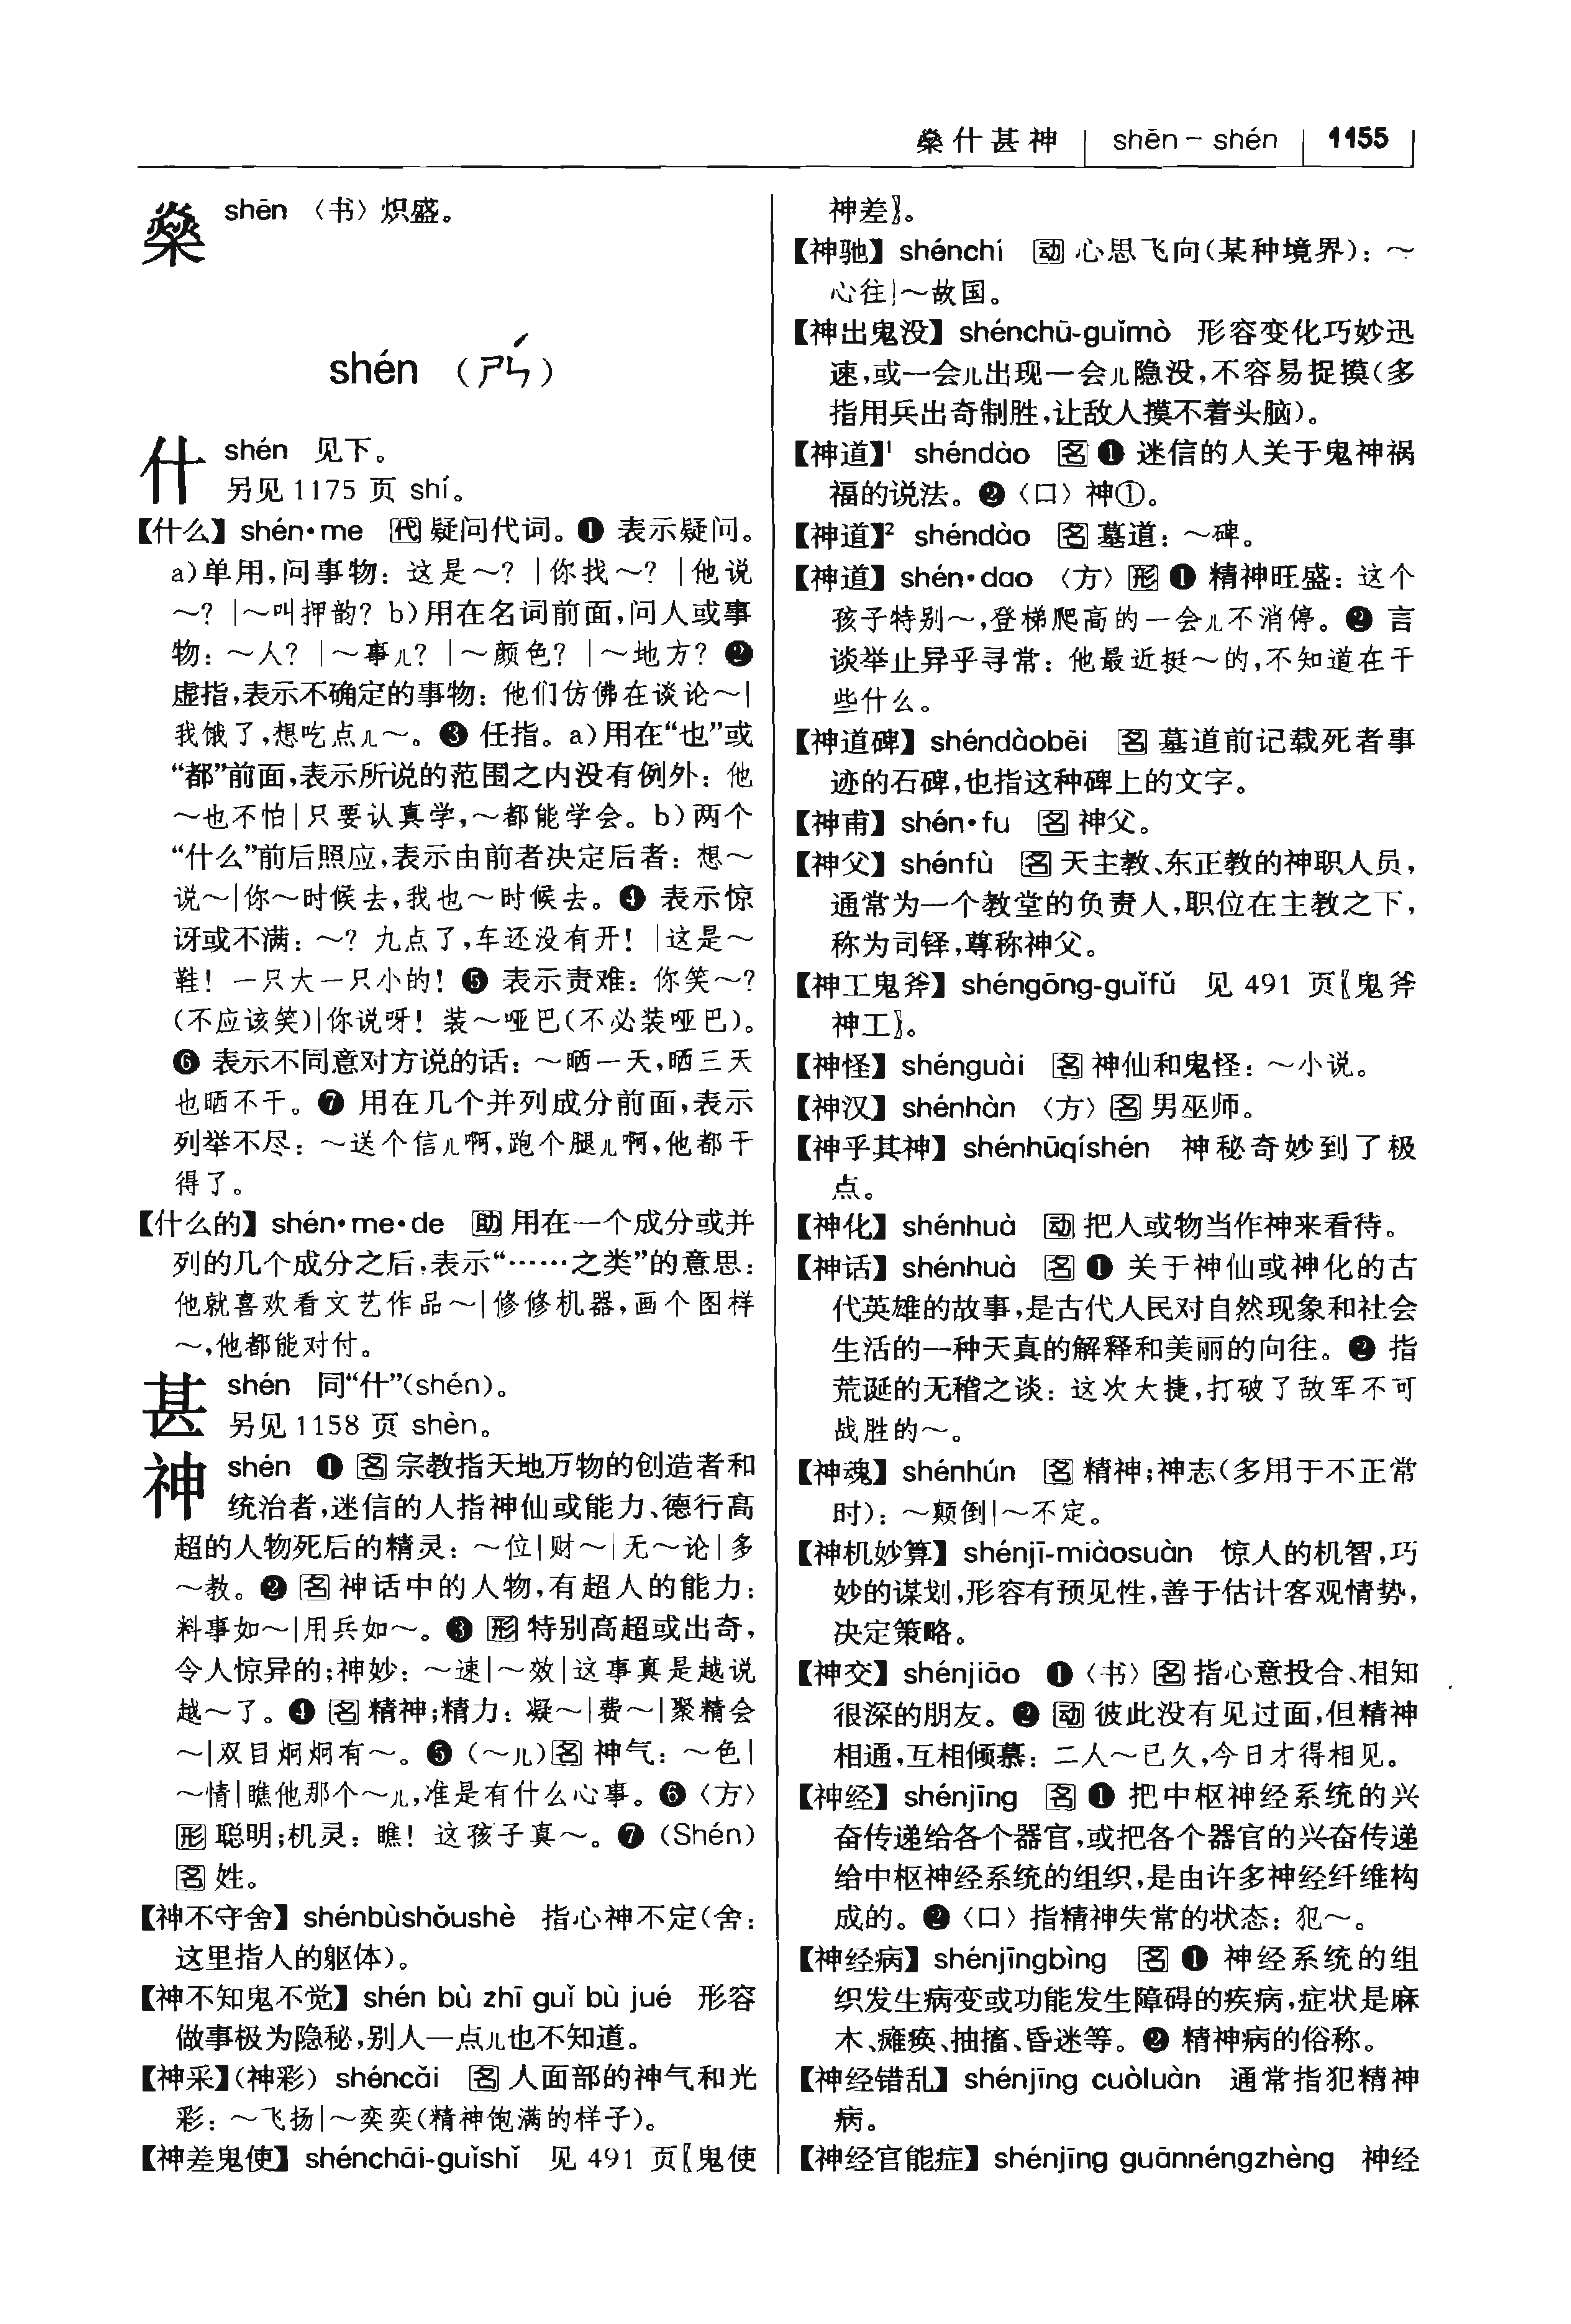 燊什甚神 | shēn – shén | 1155
燊 shēn 〈书〉炽盛。
shén (ㄕㄣˊ)
什 shén 见下。
另见 1175 页 shí。
【什么】 shén·me 代 疑问代词。❶ 表示疑问。
a)单用,问事物: 这是~? |你找~? |他说
~? |~叫押韵? b)用在名词前面,问人或事
物: ~人? |~事儿? |~颜色? |~地方? ❷
虚指,表示不确定的事物: 他们仿佛在谈论~|
我饿了,想吃点儿~。❸ 任指。a)用在“也”或
“都”前面,表示所说的范围之内没有例外: 他
~也不怕|只要认真学,~都能学会。b)两个
“什么”前后照应,表示由前者决定后者: 想~
说~|你~时候去,我也~时候去。❹ 表示惊
讶或不满: ~? 九点了,车还没有开! |这是~
鞋! 一只大一只小的! ❺ 表示责难: 你笑~?
(不应该笑)|你说呀! 装~哑巴(不必装哑巴)。
❻ 表示不同意对方说的话: ~晒一天,晒三天
也晒不干。❼ 用在几个并列成分前面,表示
列举不尽: ~送个信儿啊,跑个腿儿啊,他都干
得了。
【什么的】 shén·me·de 助 用在一个成分或并
列的几个成分之后,表示“……之类”的意思:
他就喜欢看文艺作品~|修修机器,画个图样
~,他都能对付。
甚 shén 同“什”(shén)。
另见 1158 页 shèn。
神 shén ❶ 名 宗教指天地万物的创造者和
统治者,迷信的人指神仙或能力、德行高
超的人物死后的精灵: ~位|财~|无~论|多
~教。❷ 名 神话中的人物,有超人的能力:
料事如~|用兵如~。❸ 形 特别高超或出奇,
令人惊异的;神妙: ~速|~效|这事真是越说
越~了。❹ 名 精神;精力: 凝~|费~|聚精会
~|双目炯炯有~。❺ (~儿)名 神气: ~色|
~情|瞧他那个~儿,准是有什么心事。❻〈方〉
形 聪明;机灵: 瞧! 这孩子真~。❼ (Shén)
名 姓。
【神不守舍】 shénbùshǒushè 指心神不定(舍:
这里指人的躯体)。
【神不知鬼不觉】 shén bù zhī guǐ bù jué 形容
做事极为隐秘,别人一点儿也不知道。
【神采】(神彩) shéncǎi 名 人面部的神气和光
彩: ~飞扬|~奕奕(精神饱满的样子)。
【神差鬼使】 shénchāi-guǐshǐ 见 491 页〖鬼使
神差〗。
【神驰】 shénchí 动 心思飞向(某种境界): ~
心往|~故国。
【神出鬼没】 shénchū-guǐmò 形容变化巧妙迅
速,或一会儿出现一会儿隐没,不容易捉摸(多
指用兵出奇制胜,让敌人摸不着头脑)。
【神道】¹ shéndào 名 ❶ 迷信的人关于鬼神祸
福的说法。❷〈口〉神①。
【神道】² shéndào 名 墓道: ~碑。
【神道】 shén·dao 〈方〉形 ❶ 精神旺盛: 这个
孩子特别~,登梯爬高的一会儿不消停。❷ 言
谈举止异乎寻常: 他最近挺~的,不知道在干
些什么。
【神道碑】 shéndàobēi 名 墓道前记载死者事
迹的石碑,也指这种碑上的文字。
【神甫】 shén·fu 名 神父。
【神父】 shénfù 名 天主教、东正教的神职人员,
通常为一个教堂的负责人,职位在主教之下,
称为司铎,尊称神父。
【神工鬼斧】 shéngōng-guǐfǔ 见 491 页〖鬼斧
神工〗。
【神怪】 shénguài 名 神仙和鬼怪: ~小说。
【神汉】 shénhàn 〈方〉名 男巫师。
【神乎其神】 shénhūqíshén 神秘奇妙到了极
点。
【神化】 shénhuà 动 把人或物当作神来看待。
【神话】 shénhuà 名 ❶ 关于神仙或神化的古
代英雄的故事,是古代人民对自然现象和社会
生活的一种天真的解释和美丽的向往。❷ 指
荒诞的无稽之谈: 这次大捷,打破了敌军不可
战胜的~。
【神魂】 shénhún 名 精神;神志(多用于不正常
时): ~颠倒|~不定。
【神机妙算】 shénjī-miàosuàn 惊人的机智,巧
妙的谋划,形容有预见性,善于估计客观情势,
决定策略。
【神交】 shénjiāo ❶〈书〉名 指心意投合、相知
很深的朋友。❷ 动 彼此没有见过面,但精神
相通,互相倾慕: 二人~已久,今日才得相见。
【神经】 shénjīng 名 ❶ 把中枢神经系统的兴
奋传递给各个器官,或把各个器官的兴奋传递
给中枢神经系统的组织,是由许多神经纤维构
成的。❷〈口〉指精神失常的状态: 犯~。
【神经病】 shénjīngbìng 名 ❶ 神经系统的组
织发生病变或功能发生障碍的疾病,症状是麻
木、瘫痪、抽搐、昏迷等。❷ 精神病的俗称。
【神经错乱】 shénjīng cuòluàn 通常指犯精神
病。
【神经官能症】 shénjīng guānnéngzhèng 神经